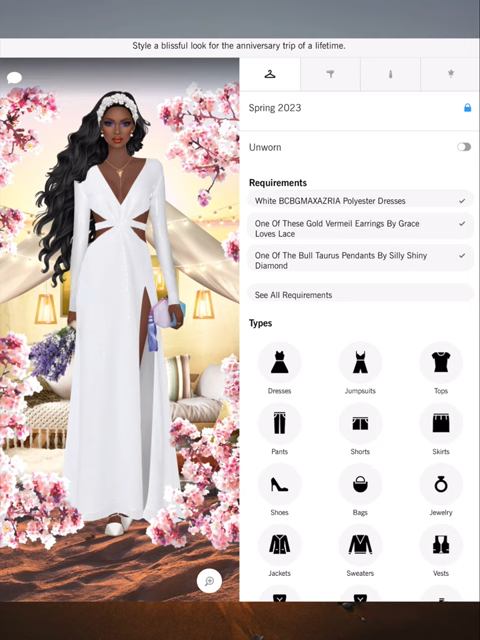 Style a blissful look for the anniversary trip of a lifetime.
Spring 2023
Unworn
Requirements
White BCBGMAXAZRIA Polyester Dresses
One Of These Gold Vermeil Earrings By Grace
Loves Lace
One Of The Bull Taurus Pendants By Silly Shiny
Diamond
See All Requirements
Types
Dresses
Jumpsuits
Tops
Pants
Shorts
Skirts
Shoes
Bags
Jewelry
Jackets
Sweaters
Vests